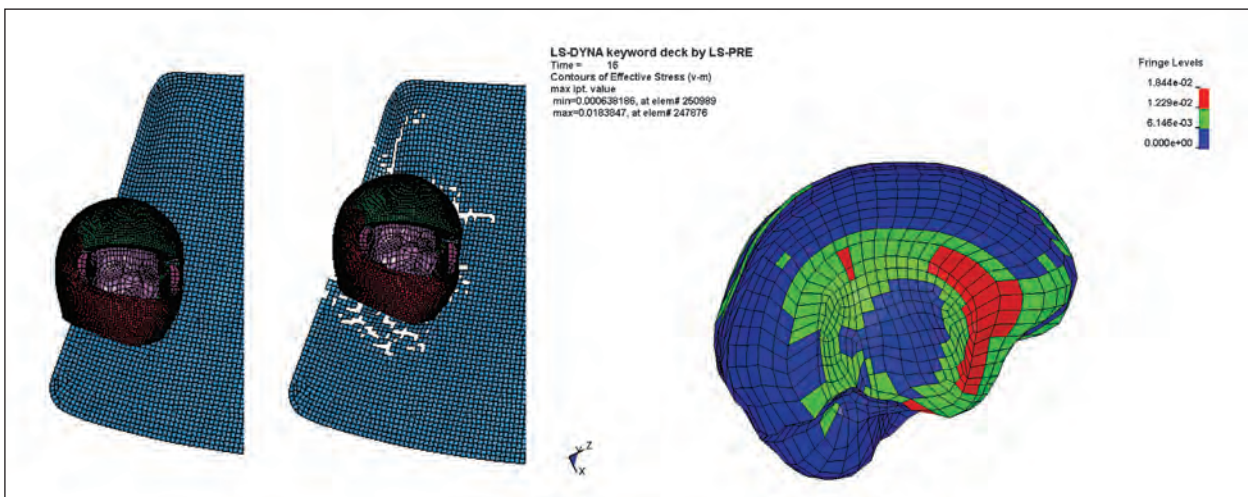 LS-DYNA keyword deck by LS-PRE
Time = 16
Contours of Effective Stress (v-m)
max ipt. value
min=0.000638186, at elem# 250989
max=0.0183847, at elem# 247876
Fringe Levels
1.844e-02
1.229e-02
6.146e-03
0.000e+00
Y
Z
X